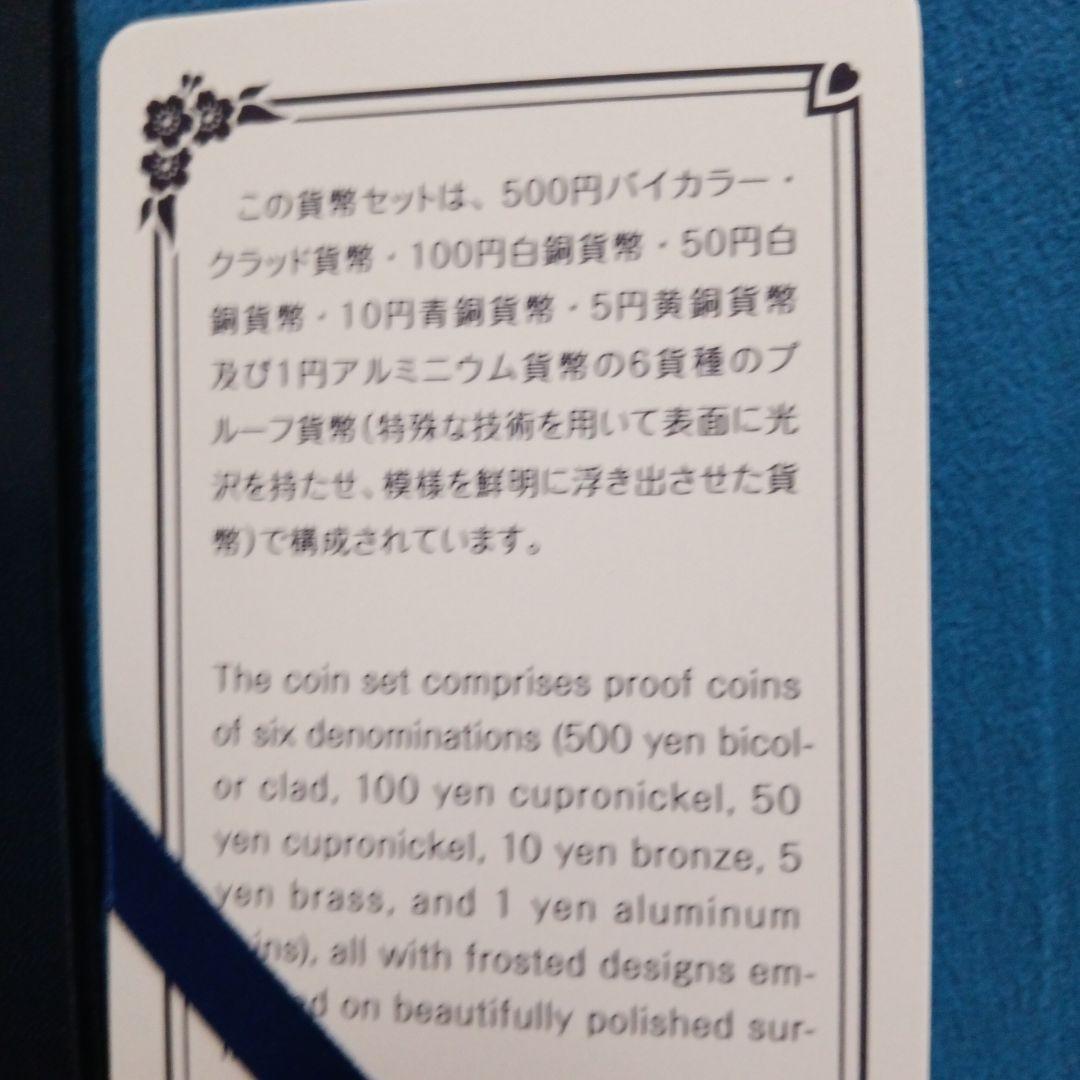 この貨幣セットは、500円バイカラー・
クラッド貨幣・100円白銅貨幣・50円白
銅貨幣・10円青銅貨幣・5円黄銅貨幣
及び1円アルミニウム貨幣の6貨種のプ
ルーフ貨幣(特殊な技術を用いて表面に光
沢を持たせ、模様を鮮明に浮き出させた貨
幣)で構成されています。
The coin set comprises proof coins
of six denominations (500 yen bicol-
or clad, 100 yen cupronickel, 50
yen cupronickel, 10 yen bronze, 5
yen brass, and 1 yen aluminum
all with frosted designs em-
on beautifully polished sur-